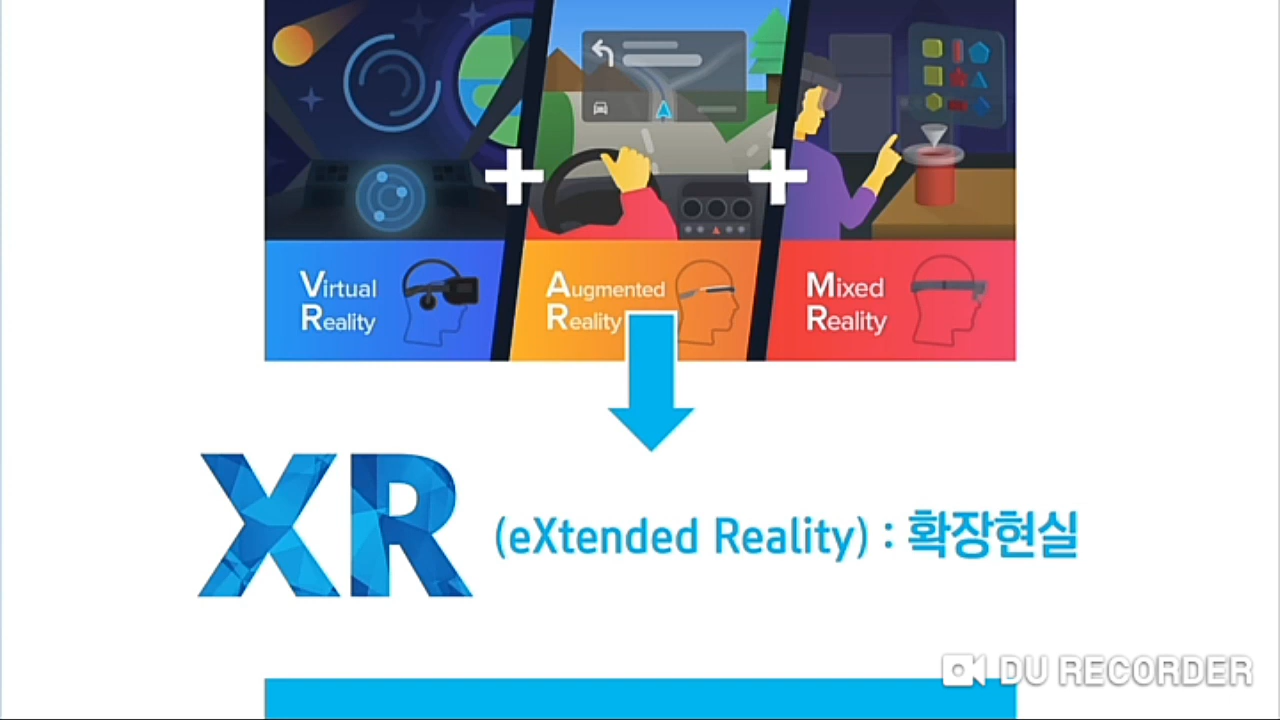 Virtual
Reality
Augmented
Reality
Mixed
Reality
XR (eXtended Reality) : 확장현실
DU RECORDER